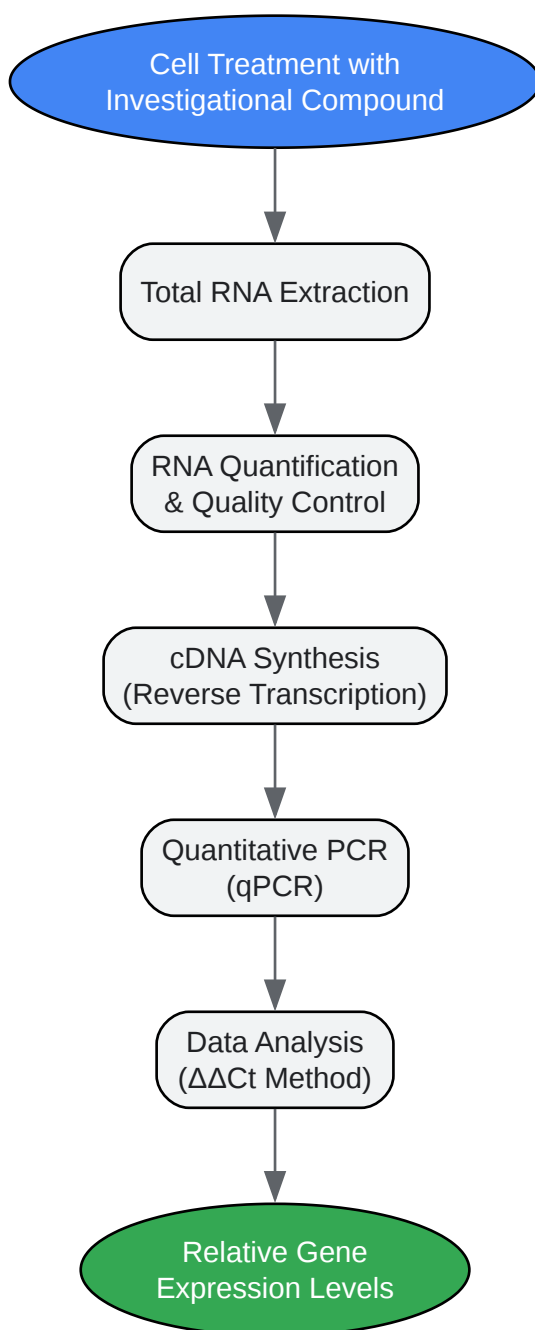 Cell Treatment with
Investigational Compound
Total RNA Extraction
RNA Quantification
& Quality Control
cDNA Synthesis
(Reverse Transcription)
Quantitative PCR
(qPCR)
Data Analysis
(ΔΔCt Method)
Relative Gene
Expression Levels